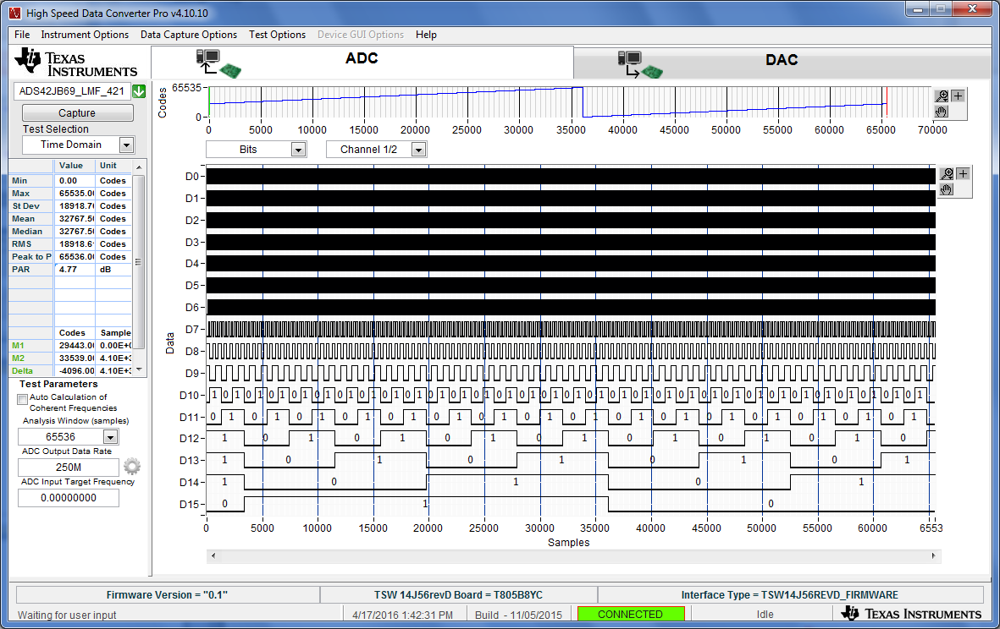 High Speed Data Converter Pro v4.10.10
File Instrument Options Data Capture Options Test Options Device GUI Options Help
TEXAS INSTRUMENTS
ADC
DAC
ADS42JB69_LMF_421
Capture
Test Selection
Time Domain
Codes
65535
0
0 5000 10000 15000 20000 25000 30000 35000 40000 45000 50000 55000 60000 65000 70000
Bits
Channel 1/2
Value Unit
Min 0.00 Codes
Max 65535.0 Codes
St Dev 18918.7 Codes
Mean 32767.5 Codes
Median 32767.5 Codes
RMS 18918.6 Codes
Peak to P 65536.0 Codes
PAR 4.77 dB
Codes Sample
M1 29443.0 0.00E+
M2 33539.0 4.10E+
Delta -4096.0 4.10E+
Test Parameters
Auto Calculation of
Coherent Frequencies
Analysis Window (samples)
65536
ADC Output Data Rate
250M
ADC Input Target Frequency
0.00000000
Data
D0
D1
D2
D3
D4
D5
D6
D7
D8
D9
D10 1 0 1 0 1 0 1 0 1 0 1 0 1 0 1 0 1 0 1 0 1 0 1 0 1 0 1 0 1 0 1 0 1 0 1 0 1 0 1 0 1 0 1 0 1 0 1 0 1 0 1 0 1 0 1 0 1 0 1 0 1 0 1 0 1 0 1 0 1
D11 0 1 0 1 0 1 0 1 0 1 0 1 0 1 0 1 0 1 0 1 0 1 0 1 0 1 0 1 0 1 0 1
D12 1 0 1 0 1 0 1 0 1 0 1 0 1 0 1 0
D13 1 0 1 0 1 0 1 0 1
D14 1 0 1 0 1
D15 0 1 0
0 5000 10000 15000 20000 25000 30000 35000 40000 45000 50000 55000 60000 6553
Samples
Firmware Version = "0.1"
TSW 14J56revD Board = T805B8YC
Interface Type = TSW14J56REVD_FIRMWARE
Waiting for user input
4/17/2016 1:42:31 PM
Build - 11/05/2015
CONNECTED
Idle
TEXAS INSTRUMENTS